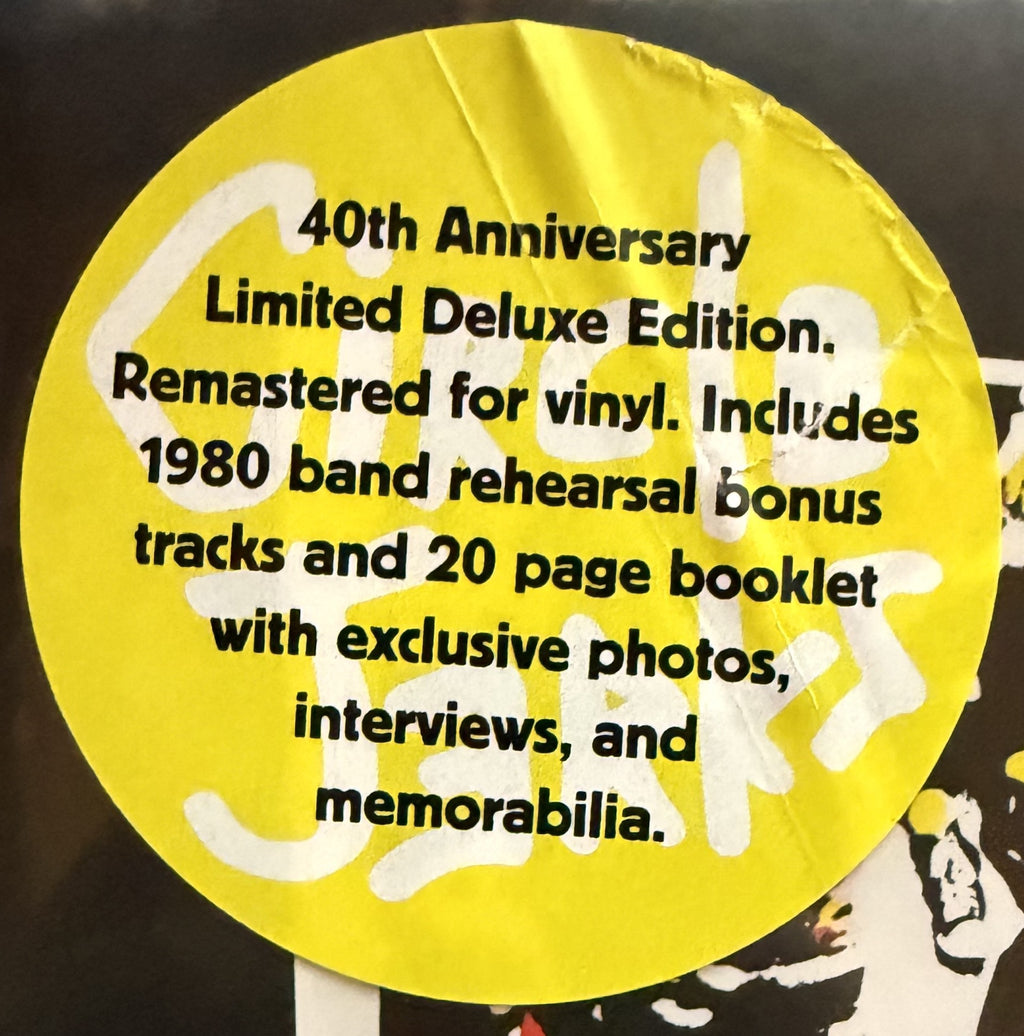 Circle
Jerks
40th Anniversary
Limited Deluxe Edition.
Remastered for vinyl. Includes
1980 band rehearsal bonus
tracks and 20 page booklet
with exclusive photos,
interviews, and
memorabilia.